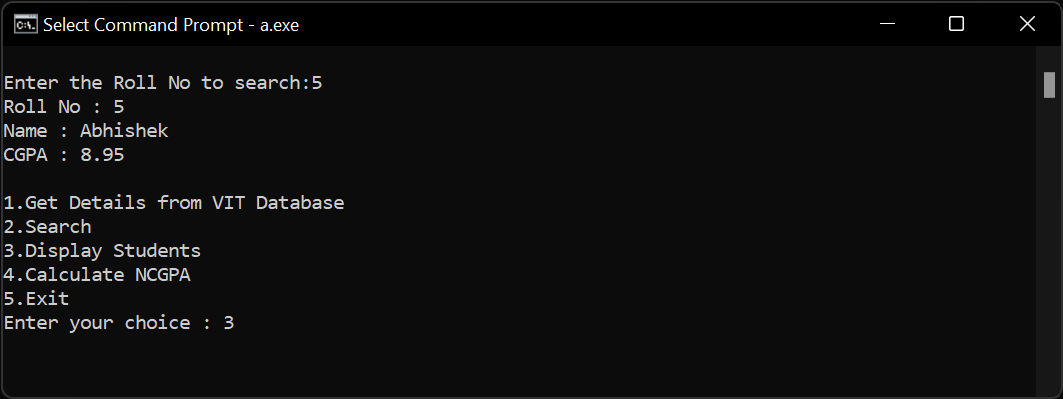 Select Command Prompt - a.exe
Enter the Roll No to search:5
Roll No : 5
Name : Abhishek
CGPA : 8.95
1.Get Details from VIT Database
2.Search
3.Display Students
4.Calculate NCGPA
5.Exit
Enter your choice : 3